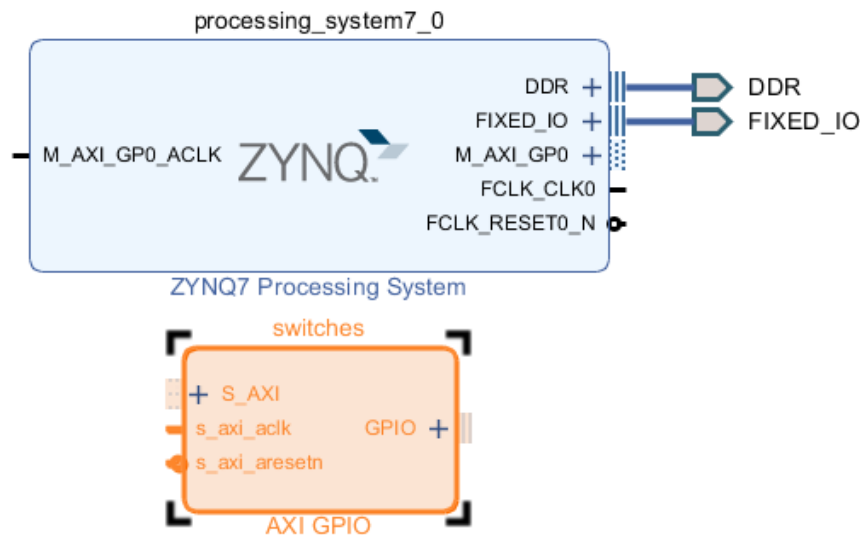 processing_system7_0
DDR
FIXED_IO
M_AXI_GP0_ACLK
ZYNQ™
M_AXI_GP0
FCLK_CLK0
FCLK_RESET0_N
DDR
FIXED_IO
ZYNQ7 Processing System
switches
S_AXI
s_axi_aclk
GPIO
s_axi_aresetn
AXI GPIO